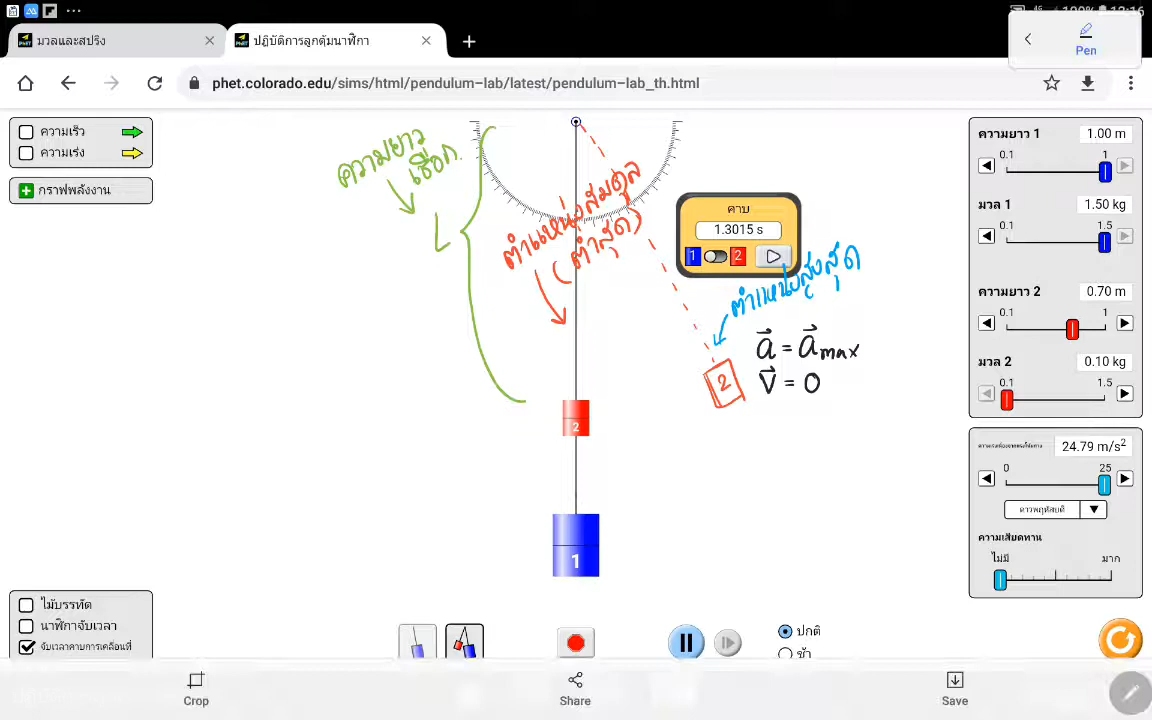 มวลและสปริง
ปฏิบัติการลูกตุ้มนาฬิกา
Pen
phet.colorado.edu/sims/html/pendulum-lab/latest/pendulum-lab_th.html
ความเร็ว
ความเร่ง
กราฟพลังงาน
ความยาว
เชือก
L
ตำแหน่งสมดุล
(ต่ำสุด)
คาบ
1.3015 s
1 2
ตำแหน่งสูงสุด
a = a max
2
v = 0
2
1
ความยาว 1 1.00 m
0.1 1
มวล 1 1.50 kg
0.1 1.5
ความยาว 2 0.70 m
0.1 1
มวล 2 0.10 kg
0.1 1.5
24.79 m/s²
0 25
ดาวพฤหัสบดี
ความเสียดทาน
ไม่มี มาก
ไม้บรรทัด
นาฬิกาจับเวลา
จับเวลาคาบการเคลื่อนที่
ปกติ
ช้า
Crop
Share
Save